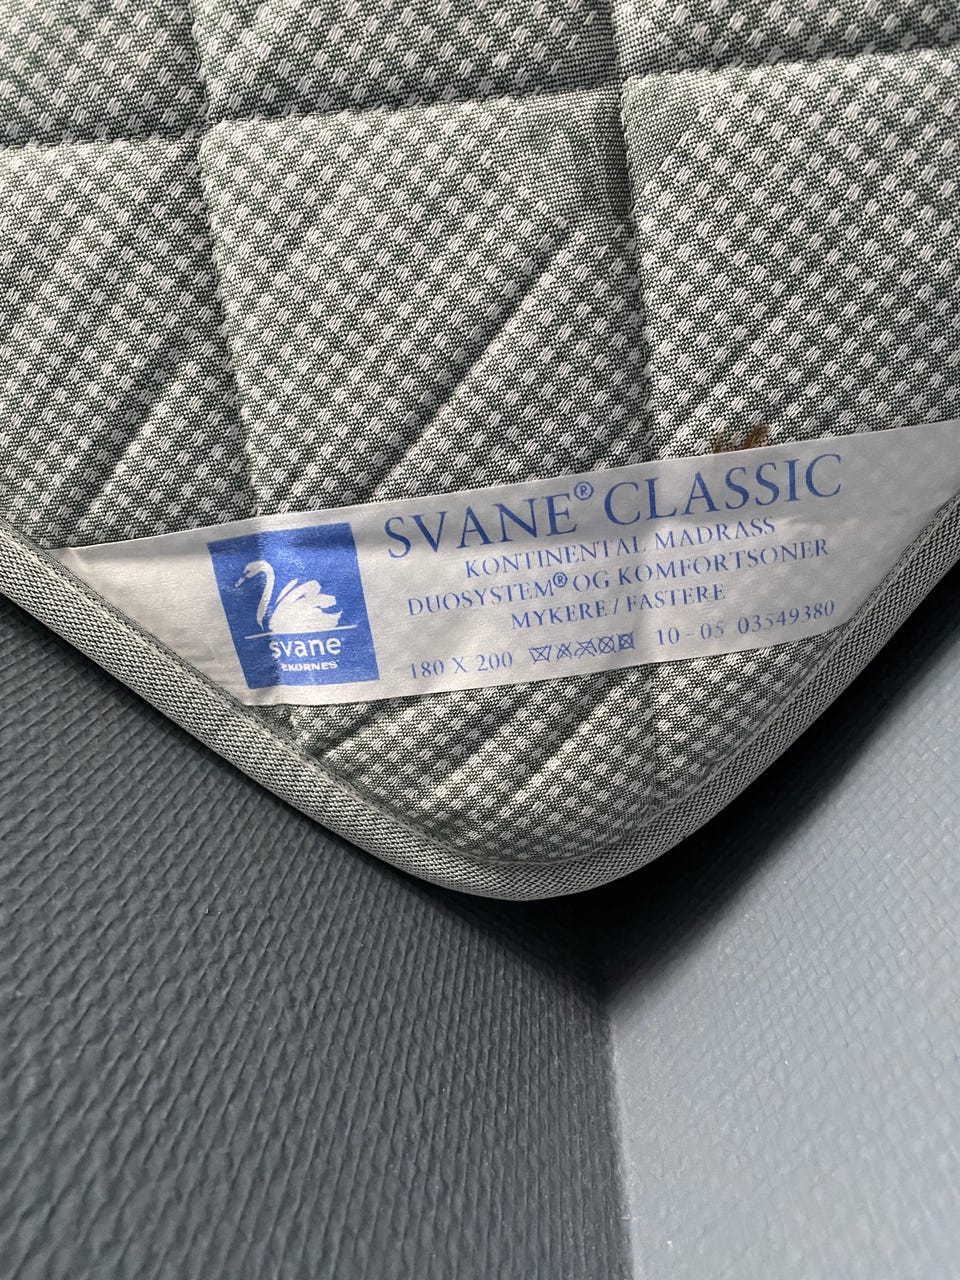 SVANE® CLASSIC
KONTINENTAL MADRASS
DUOSYSTEM® OG KOMFORTSONER
MYKERE / FASTERE
180 X 200 10-05 03549380
svane®
EKORNES®